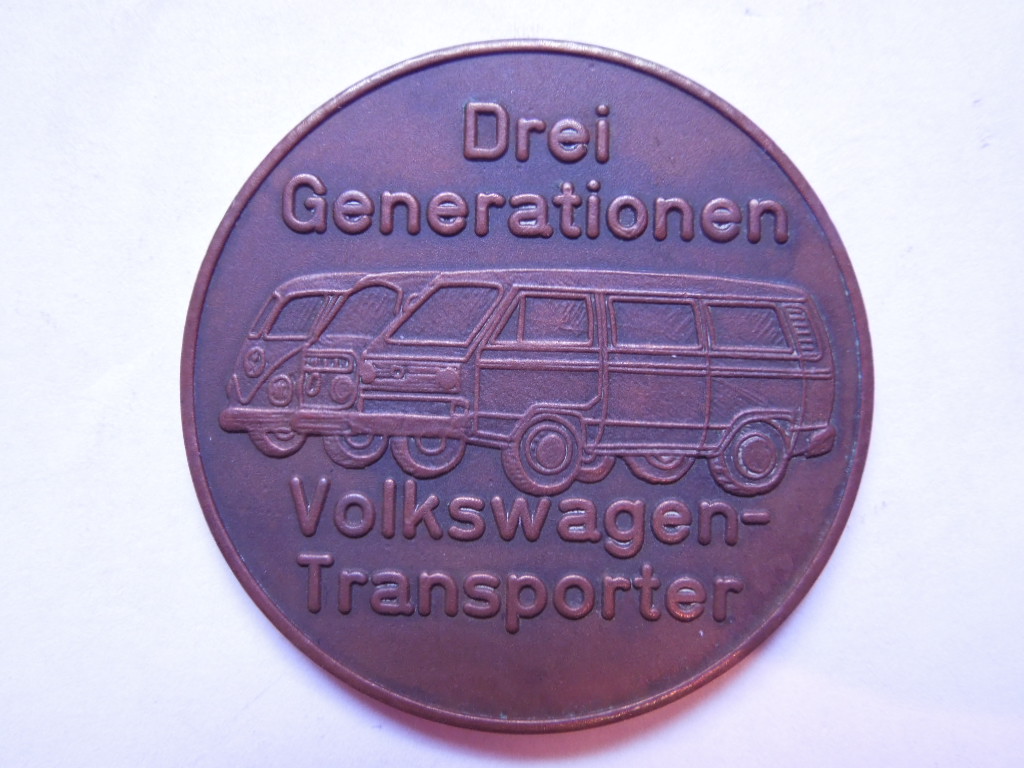 Drei
Generationen
Volkswagen-
Transporter